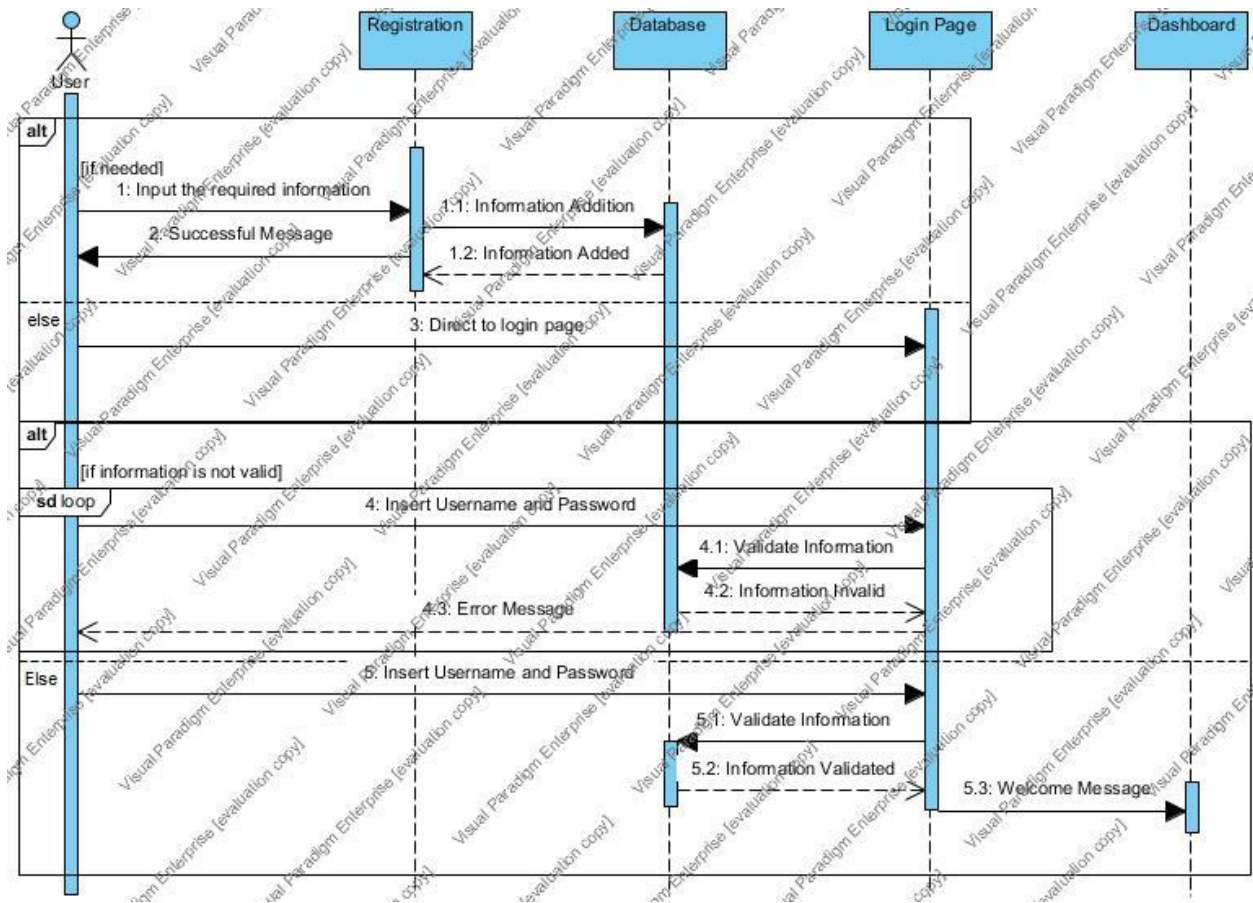 Registration
Database
Login Page
Dashboard
User
alt
[if needed]
1: Input the required information
1.1: Information Addition
2: Successful Message
1.2: Information Added
else
3: Direct to login page
alt
[if information is not valid]
sd loop
4: Insert Username and Password
4.1: Validate Information
4.2: Information Invalid
4.3: Error Message
Else
5: Insert Username and Password
5.1: Validate Information
5.2: Information Validated
5.3: Welcome Message
Visual Paradigm Enterprise [evaluation copy]